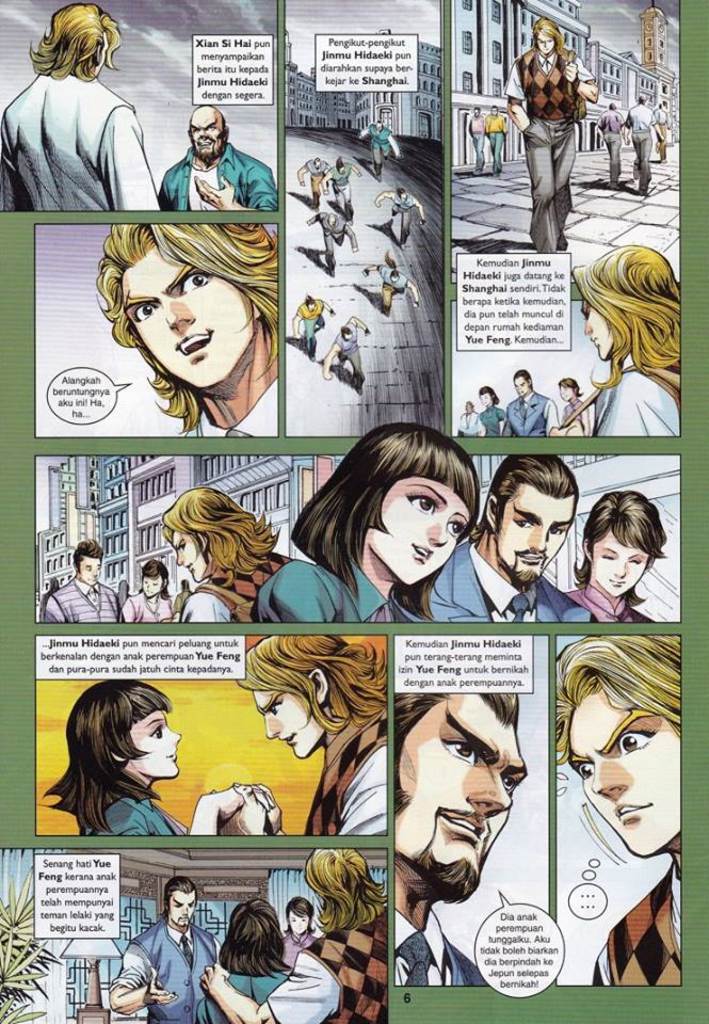 Xian Si Hai pun
menyampaikan
berita itu kepada
Jinmu Hidaeki
dengan segera.
Pengikut-pengikut
Jinmu Hidaeki pun
diarahkan supaya ber-
kejar ke Shanghai.
Kemudian Jinmu
Hidaeki juga datang ke
Shanghai sendiri. Tidak
berapa ketika kemudian,
dia pun telah muncul di
depan rumah kediaman
Yue Feng. Kemudian...
Alangkah
beruntungnya
aku ini! Ha,
ha...
...Jinmu Hidaeki pun mencari peluang untuk
berkenalan dengan anak perempuan Yue Feng
dan pura-pura sudah jatuh cinta kepadanya.
Kemudian Jinmu Hidaeki
pun terang-terang meminta
izin Yue Feng untuk bernikah
dengan anak perempuannya.
Senang hati Yue
Feng kerana anak
perempuannya
telah mempunyai
teman lelaki yang
begitu kacak.
Dia anak
perempuan
tunggalku. Aku
tidak boleh biarkan
dia berpindah ke
Jepun selepas
bernikah!
...
...
6